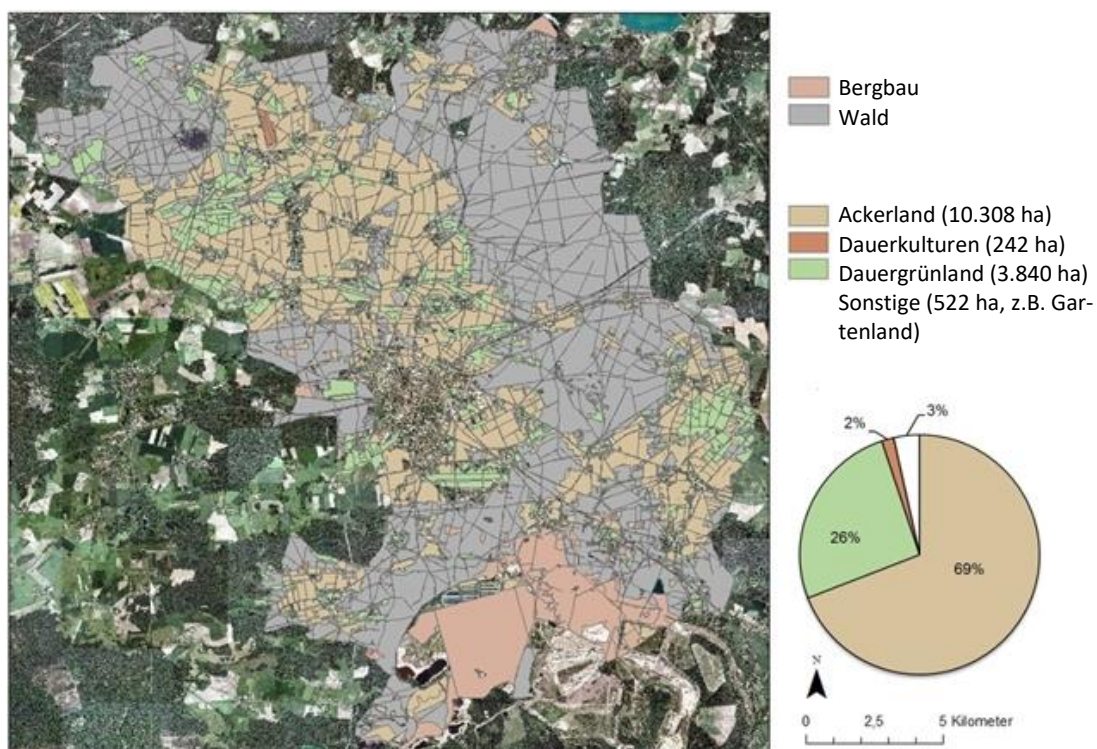 Bergbau
Wald
Ackerland (10.308 ha)
Dauerkulturen (242 ha)
Dauergrünland (3.840 ha)
Sonstige (522 ha, z.B. Gar-
tenland)
2%
3%
26%
69%
N
0 2,5 5 Kilometer